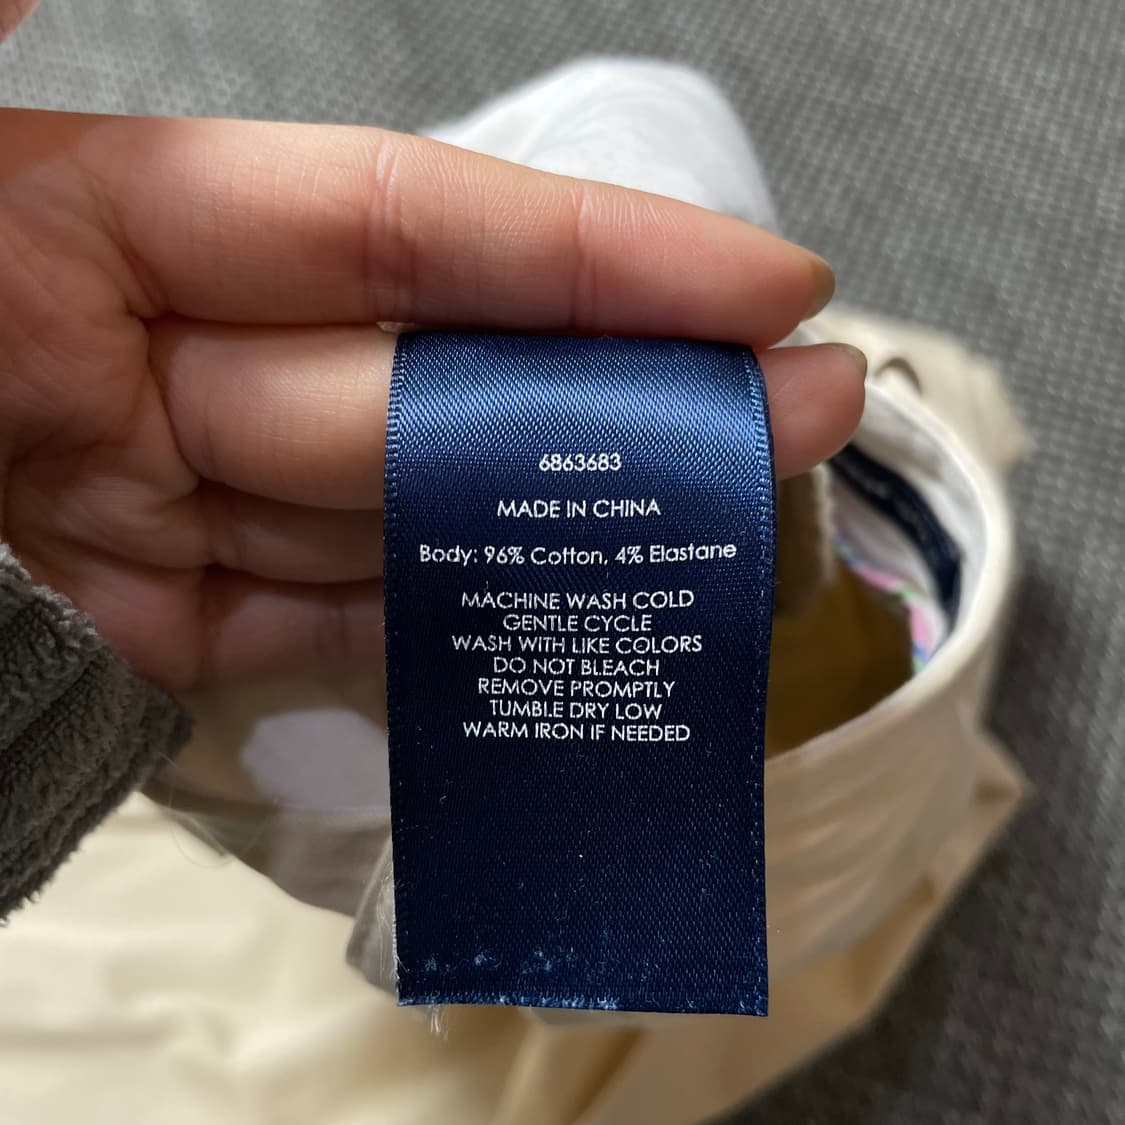 6863683
MADE IN CHINA
Body: 96% Cotton, 4% Elastane
MACHINE WASH COLD
GENTLE CYCLE
WASH WITH LIKE COLORS
DO NOT BLEACH
REMOVE PROMPTLY
TUMBLE DRY LOW
WARM IRON IF NEEDED